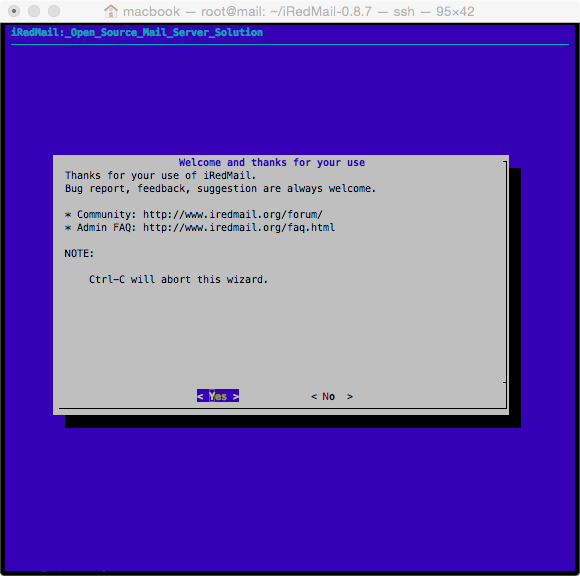 macbook — root@mail: ~/iRedMail-0.8.7 — ssh — 95×42
iRedMail:_Open_Source_Mail_Server_Solution
Welcome and thanks for your use
Thanks for your use of iRedMail.
Bug report, feedback, suggestion are always welcome.
* Community: http://www.iredmail.org/forum/
* Admin FAQ: http://www.iredmail.org/faq.html
NOTE:
Ctrl-C will abort this wizard.
< Yes > < No >